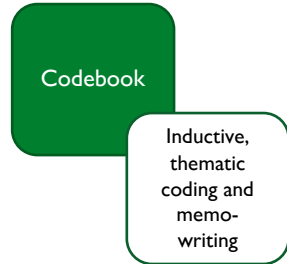 Codebook
Inductive,
thematic
coding and
memo-
writing